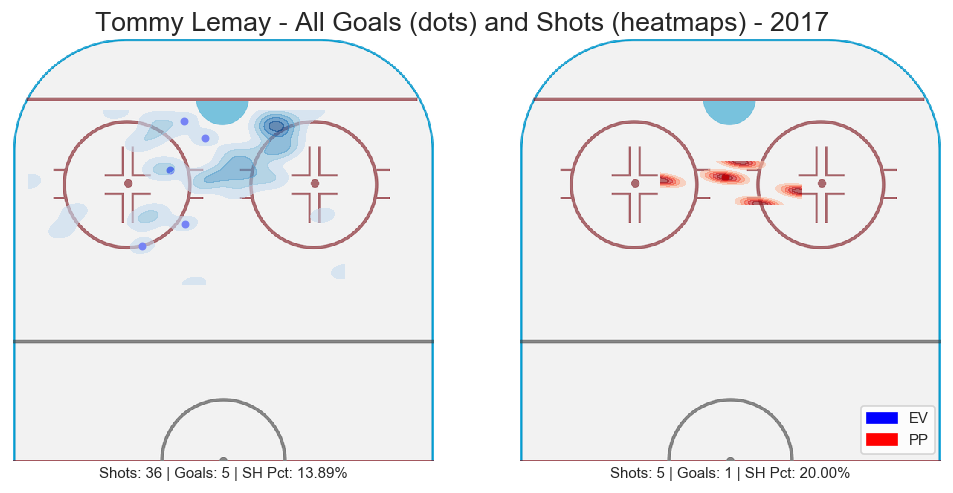 Tommy Lemay - All Goals (dots) and Shots (heatmaps) - 2017
EV
PP
Shots: 36 | Goals: 5 | SH Pct: 13.89%
Shots: 5 | Goals: 1 | SH Pct: 20.00%